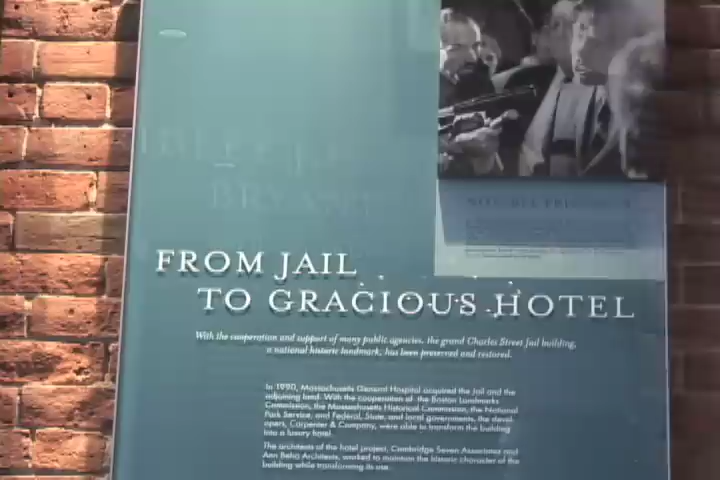 FROM JAIL
TO GRACIOUS HOTEL
With the cooperation and support of many public agencies, the grand Charles Street Jail building,
a national historic landmark, has been preserved and restored.
In 1990, Massachusetts General Hospital acquired the Jail and the
adjoining land. With the cooperation of the Boston Landmarks
Commission, the Massachusetts Historical Commission, the National
Park Service, and Federal, State, and local governments, the devel-
opers, Carpenter & Company, were able to transform the building
into a luxury hotel.
The architects of the hotel project, Cambridge Seven Associates and
Ann Beha Architects, worked to maintain the historic character of the
building while transforming its use.